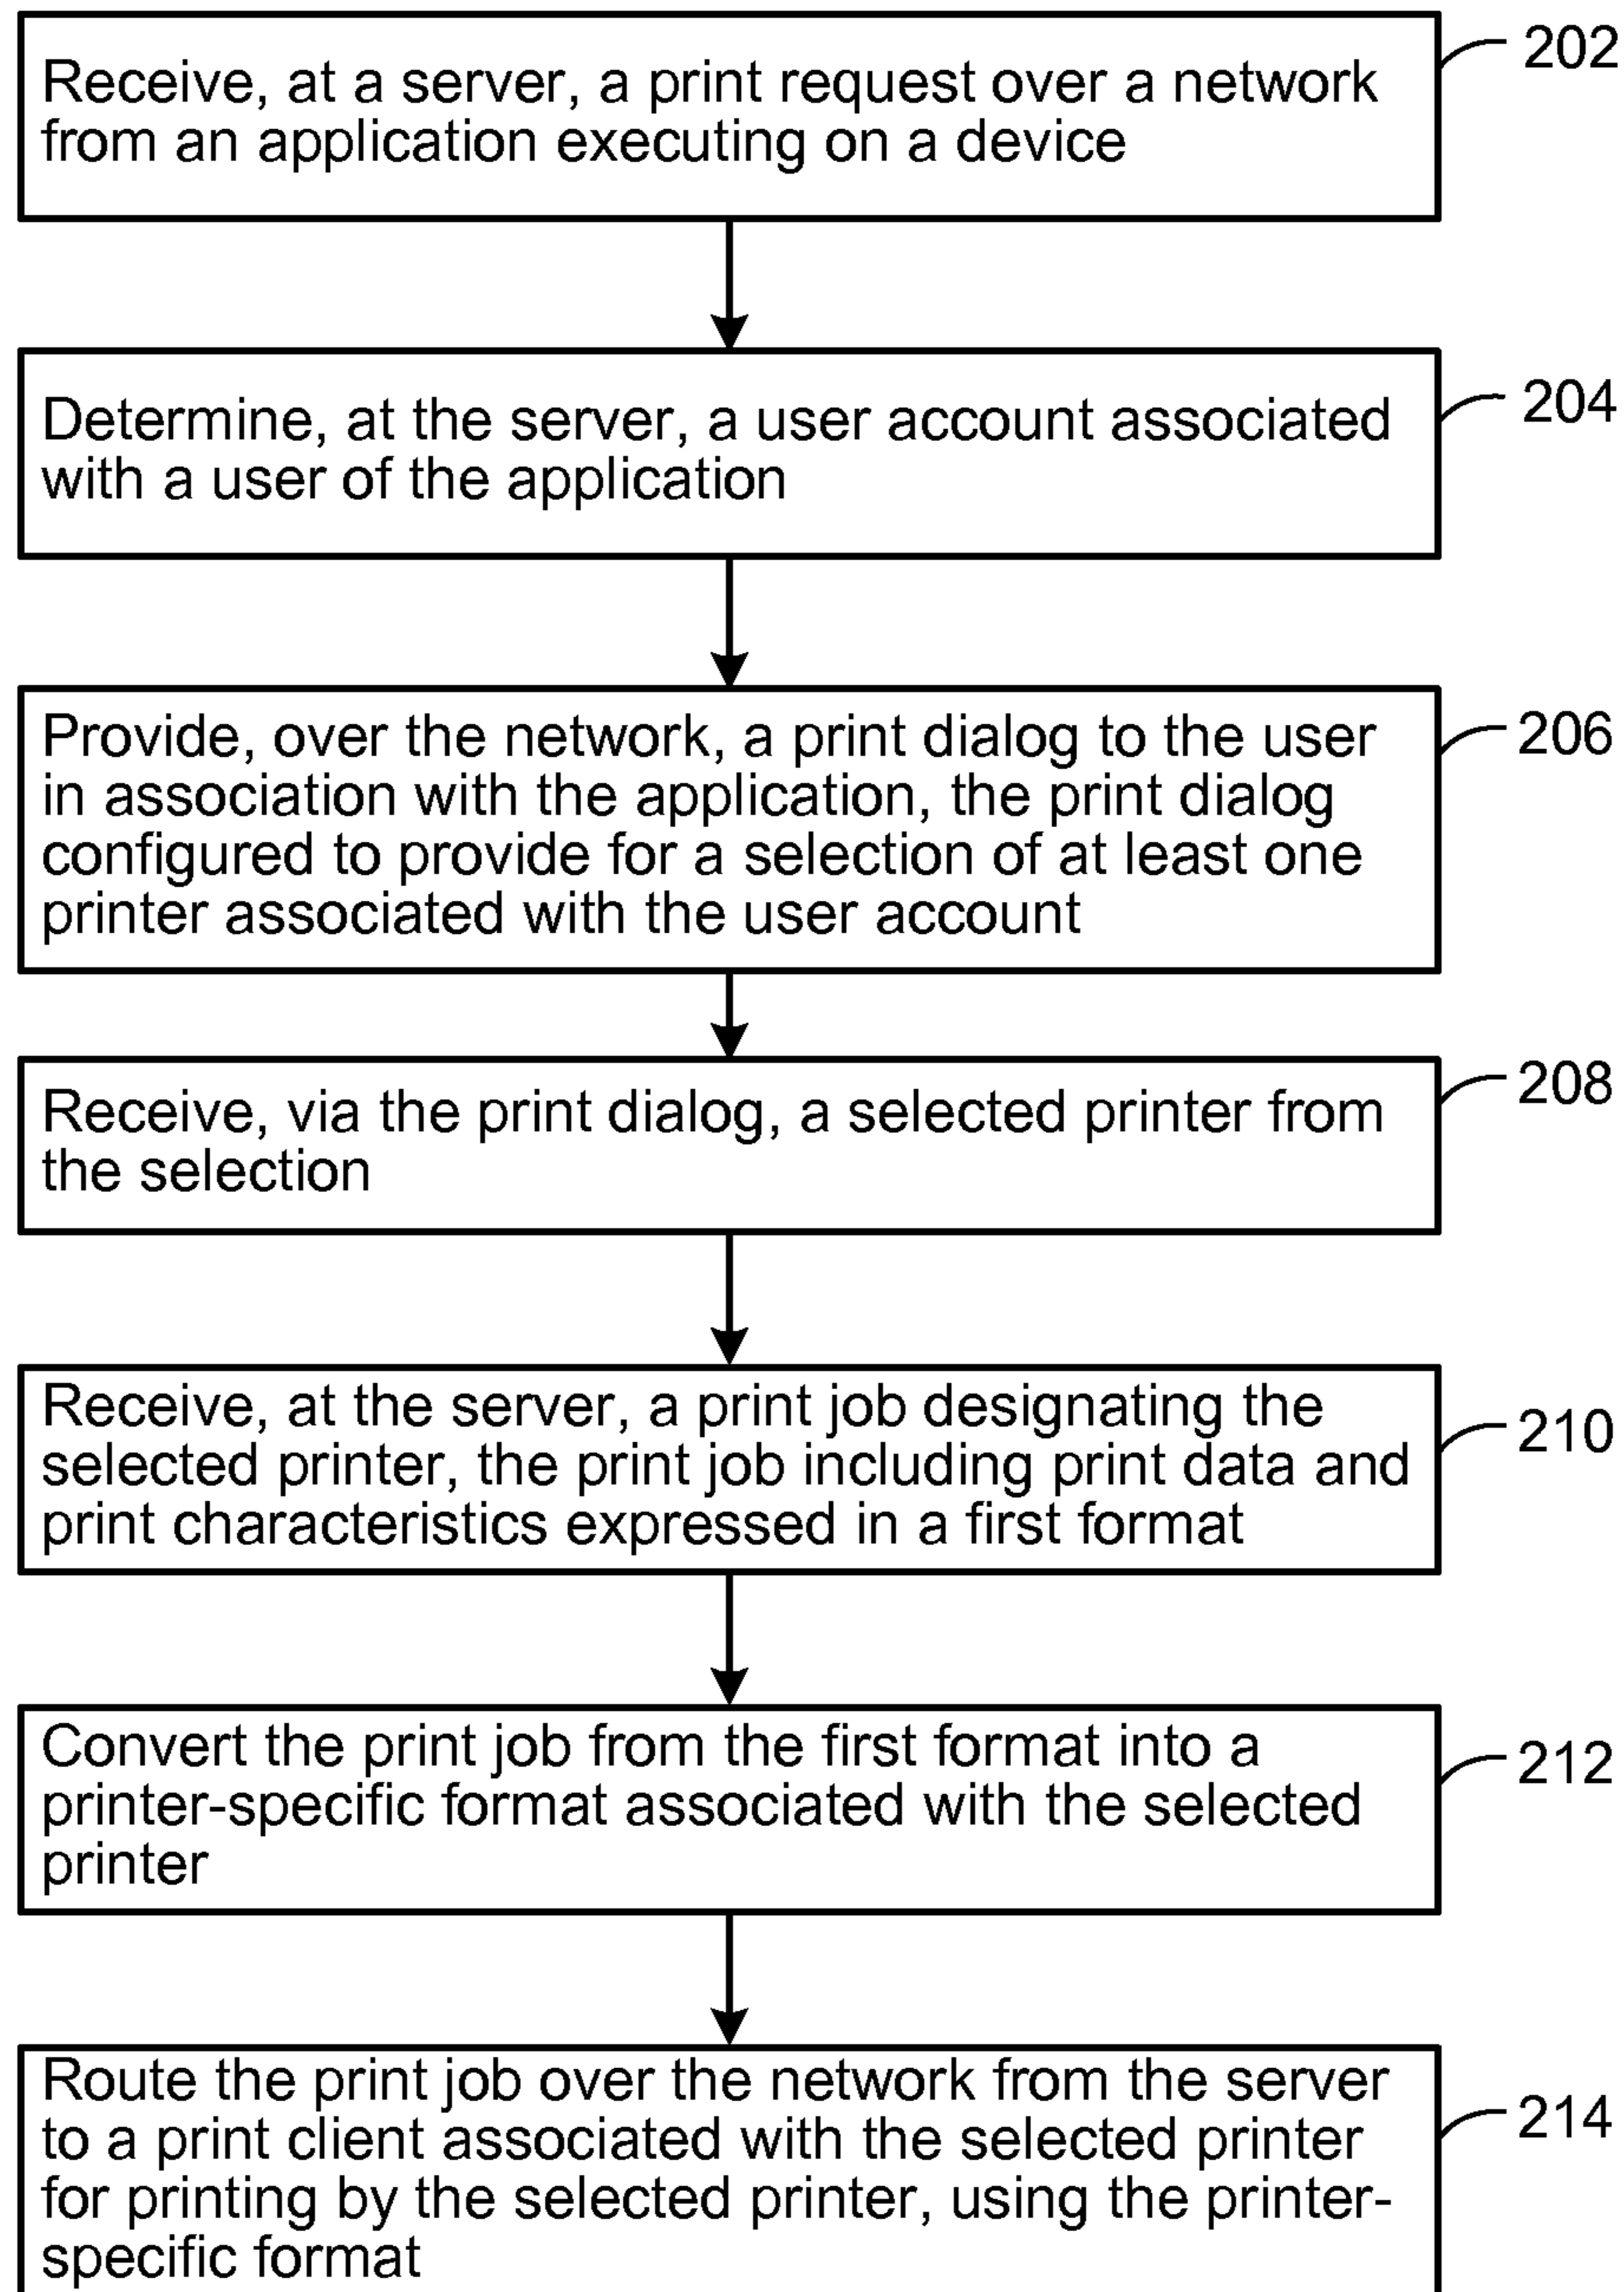 Receive, at a server, a print request over a network
from an application executing on a device
202
Determine, at the server, a user account associated
with a user of the application
204
Provide, over the network, a print dialog to the user
in association with the application, the print dialog
configured to provide for a selection of at least one
printer associated with the user account
206
Receive, via the print dialog, a selected printer from
the selection
208
Receive, at the server, a print job designating the
selected printer, the print job including print data and
print characteristics expressed in a first format
210
Convert the print job from the first format into a
printer-specific format associated with the selected
printer
212
Route the print job over the network from the server
to a print client associated with the selected printer
for printing by the selected printer, using the printer-
specific format
214